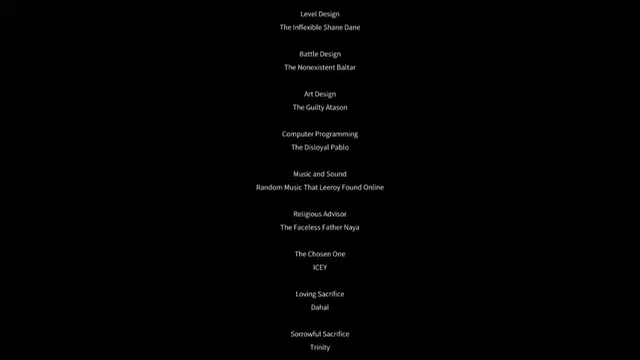 Level Design
The Inflexible Shane Dane
Battle Design
The Nonexistent Baltar
Art Design
The Guilty Atason
Computer Programming
The Disloyal Pablo
Music and Sound
Random Music That Leeroy Found Online
Religious Advisor
The Faceless Father Naya
The Chosen One
ICEY
Loving Sacrifice
Dahal
Sorrowful Sacrifice
Trinity